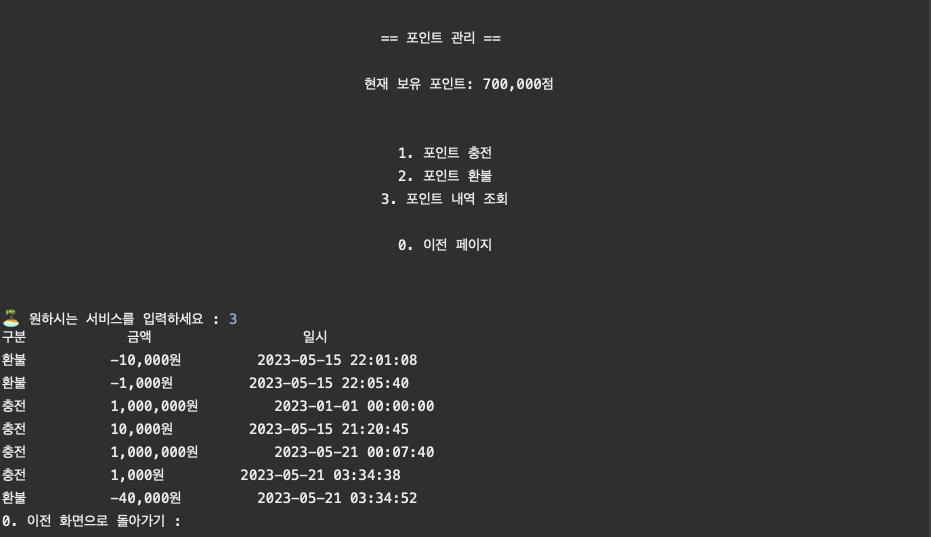 == 포인트 관리 ==
현재 보유 포인트: 700,000점
1. 포인트 충전
2. 포인트 환불
3. 포인트 내역 조회
0. 이전 페이지
🏝️ 원하시는 서비스를 입력하세요 : 3
구분 금액 일시
환불 -10,000원 2023-05-15 22:01:08
환불 -1,000원 2023-05-15 22:05:40
충전 1,000,000원 2023-01-01 00:00:00
충전 10,000원 2023-05-15 21:20:45
충전 1,000,000원 2023-05-21 00:07:40
충전 1,000원 2023-05-21 03:34:38
환불 -40,000원 2023-05-21 03:34:52
0. 이전 화면으로 돌아가기 :